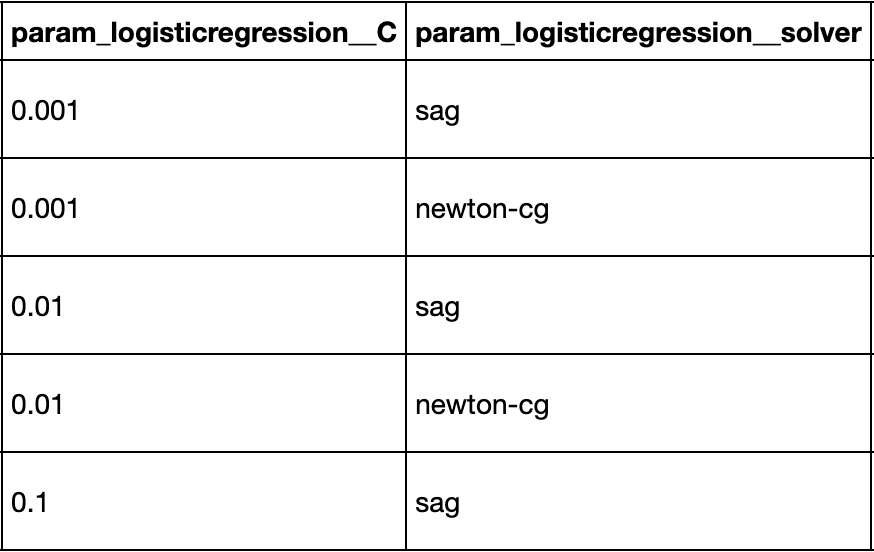 param_logisticregression__C param_logisticregression__solver
0.001 sag
0.001 newton-cg
0.01 sag
0.01 newton-cg
0.1 sag